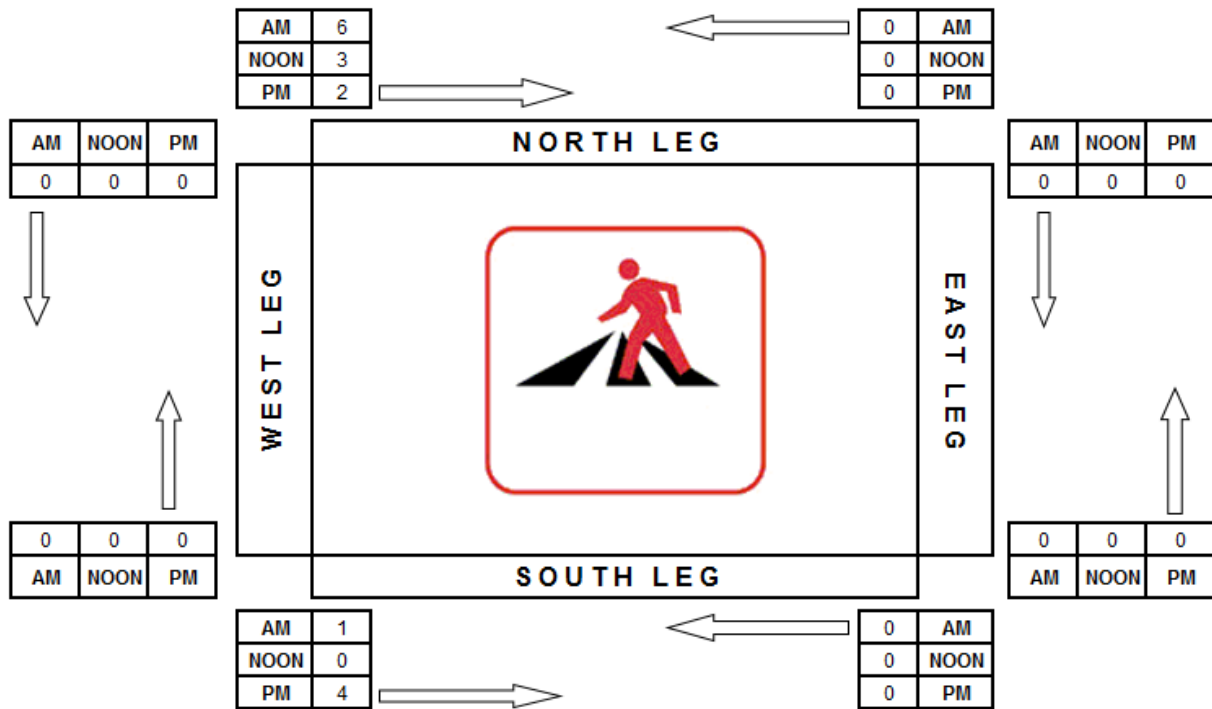 AM 6 0 AM
NOON 3 0 NOON
PM 2 0 PM
AM NOON PM NORTH LEG AM NOON PM
0 0 0 0 0 0
WEST LEG
EAST LEG
0 0 0 0 0 0
AM NOON PM SOUTH LEG AM NOON PM
AM 1 0 AM
NOON 0 0 NOON
PM 4 0 PM